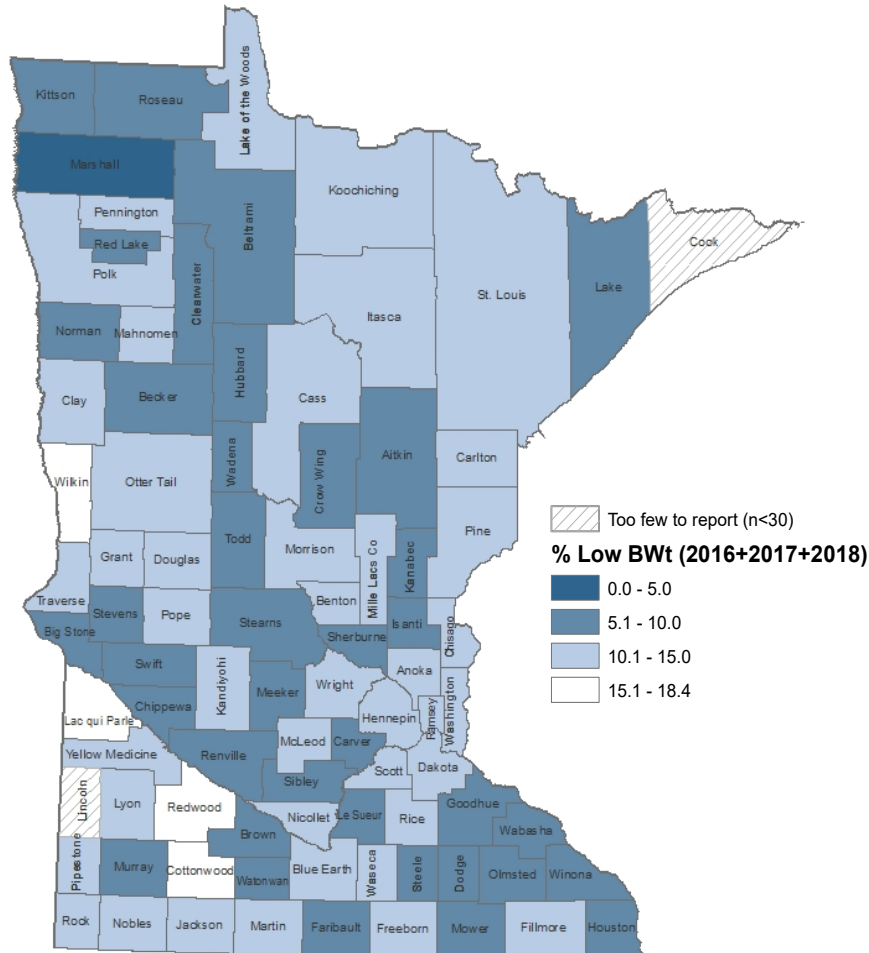 Lake of the Woods
Kittson
Roseau
Marshall
Koochiching
Pennington
Beltrami
Red Lake
Cook
Polk
Clearwater
Lake
St. Louis
Itasca
Norman
Mahnomen
Hubbard
Cass
Becker
Clay
Aitkin
Wadena
Crow Wing
Carlton
Wilkin
Otter Tail
Pine
Todd
Morrison
Mille Lacs Co
Kanabec
Grant
Douglas
Traverse
Benton
Stevens
Pope
Stearns
Isanti
Chisago
Big Stone
Sherburne
Swift
Kandiyohi
Anoka
Meeker
Wright
Washington
Chippewa
Ramsey
Hennepin
Lac qui Parle
McLeod
Carver
Yellow Medicine
Renville
Scott
Dakota
Sibley
Lincoln
Lyon
Redwood
Goodhue
Nicollet
Le Sueur
Rice
Wabasha
Brown
Pipestone
Murray
Cottonwood
Watonwan
Blue Earth
Waseca
Steele
Dodge
Olmsted
Winona
Rock
Nobles
Jackson
Martin
Faribault
Freeborn
Mower
Fillmore
Houston
Too few to report (n<30)
% Low BWt (2016+2017+2018)
0.0 - 5.0
5.1 - 10.0
10.1 - 15.0
15.1 - 18.4